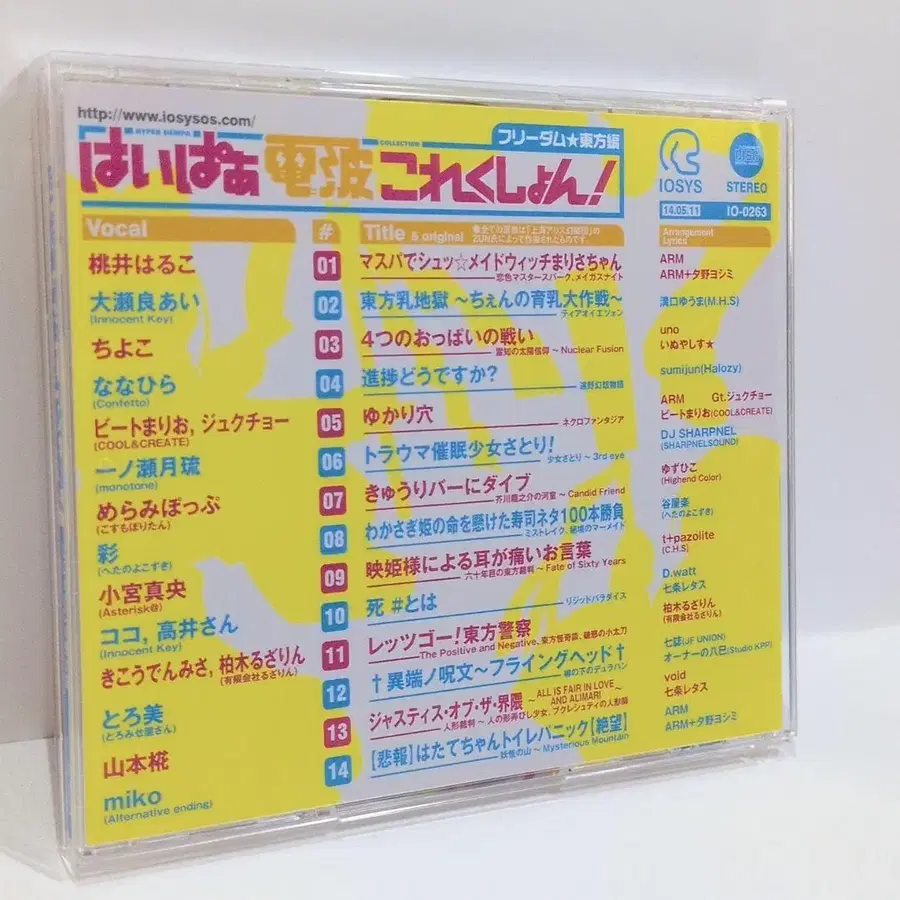 http://www.iosysos.com/
HYPER DEMPA
COLLECTION
はいぱぁ電波これくしょん!
フリーダム★東方編
IOSYS
STEREO
14.05.11
IO-0263
Vocal
#
Title & original
Arrangement
Lyrics
桃井はるこ
01
マスパでシュッ☆メイドウィッチまりさちゃん
恋色マスタースパーク、メイガスナイト
ARM
ARM+夕野ヨシミ
大瀬良あい
(Innocent Key)
02
東方乳地獄 〜ちぇんの育乳大作戦〜
ティアオイエツォン
溝口ゆうま(M.H.S)
ちよこ
03
4つのおっぱいの戦い
霊知の太陽信仰 〜 Nuclear Fusion
uno
いぬやしす★
ななひら
(Confetto)
04
進捗どうですか?
遠野幻想物語
sumijun(Halozy)
ビートまりお, ジュクチョー
(COOL&CREATE)
05
ゆかり穴
ネクロファンタジア
ARM Gt.ジュクチョー
ビートまりお(COOL&CREATE)
一ノ瀬月琉
(monotone)
06
トラウマ催眠少女さとり!
少女さとり 〜 3rd eye
DJ SHARPNEL
(SHARPNELSOUND)
めらみぽっぷ
(こすもぽりたん)
07
きゅうりバーにダイブ
芥川龍之介の河童 〜 Candid Friend
ゆずひこ
(Highend Color)
彩
(へたのよこずき)
08
わかさぎ姫の命を懸けた寿司ネタ100本勝負
ミストレイク、秘境のマーメイド
谷屋楽
(へたのよこずき)
小宮真央
(Asterisk@)
09
映姫様による耳が痛いお言葉
六十年目の東方裁判 〜 Fate of Sixty Years
t+pazolite
(C.H.S)
ココ, 高井さん
(Innocent Key)
10
死 #とは
リジッドパラダイス
D.watt
七条レタス
きこうでんみさ, 柏木るざりん
(有限会社るざりん)
11
レッツゴー!東方警察
The Positive and Negative、東方怪奇談、破邪の小太刀
柏木るざりん
(有限会社るざりん)
とろ美
(とろみせ屋さん)
12
†異端ノ呪文〜フライングヘッド†
柳の下のデュラハン
七誌(JF UNION)
オーナーの八巳(Studio KPP)
山本椛
13
ジャスティス・オブ・ザ・界隈 〜 ALL IS FAIR IN LOVE AND ALIMARI 〜
人形裁判 〜 人の形弄びし少女、ブクレシュティの人形師
void
七条レタス
miko
(Alternative ending)
14
【悲報】はたてちゃんトイレパニック【絶望】
妖怪の山 〜 Mysterious Mountain
ARM
ARM+夕野ヨシミ